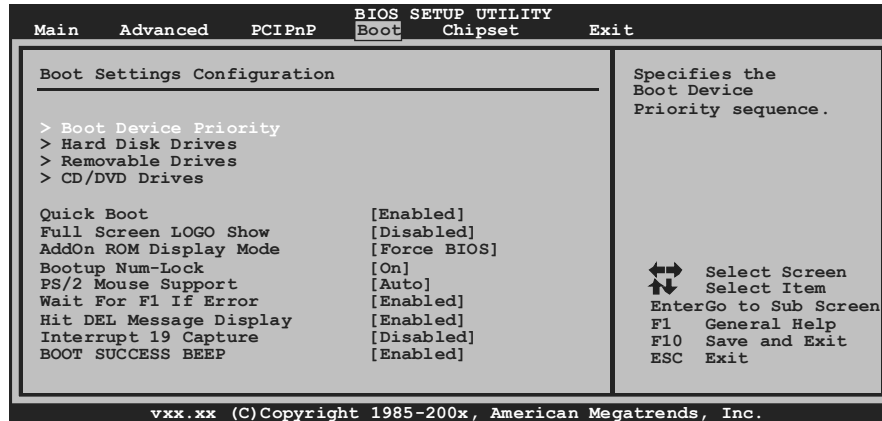 BIOS SETUP UTILITY
Main Advanced PCIPnP Boot Chipset Exit
Boot Settings Configuration
> Boot Device Priority
> Hard Disk Drives
> Removable Drives
> CD/DVD Drives
Quick Boot [Enabled]
Full Screen LOGO Show [Disabled]
AddOn ROM Display Mode [Force BIOS]
Bootup Num-Lock [On]
PS/2 Mouse Support [Auto]
Wait For F1 If Error [Enabled]
Hit DEL Message Display [Enabled]
Interrupt 19 Capture [Disabled]
BOOT SUCCESS BEEP [Enabled]
Specifies the
Boot Device
Priority sequence.
Select Screen
Select Item
EnterGo to Sub Screen
F1 General Help
F10 Save and Exit
ESC Exit
vxx.xx (C)Copyright 1985-200x, American Megatrends, Inc.